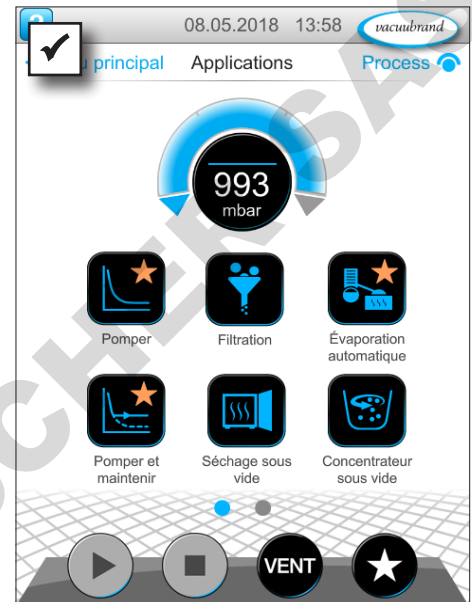 ?
08.05.2018 13:58 vacuubrand
principal Applications Process
993
mbar
Pomper
Filtration
Évaporation
automatique
Pomper et
maintenir
Séchage sous
vide
Concentrateur
sous vide
VENT